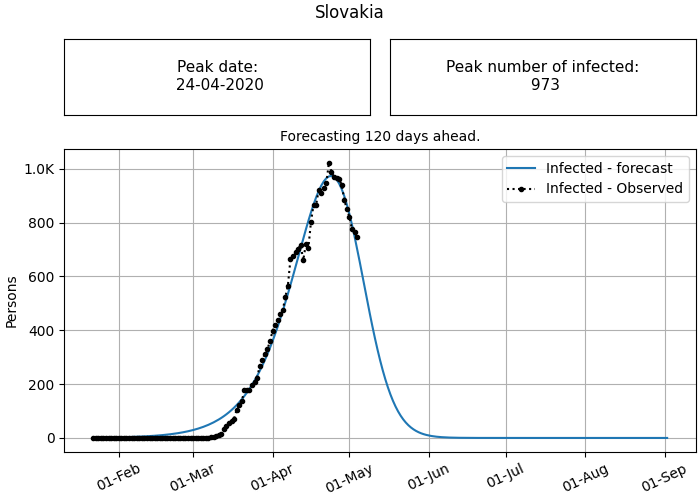 Slovakia
Peak date:
24-04-2020
Peak number of infected:
973
Forecasting 120 days ahead.
Infected - forecast
Infected - Observed
Persons
1.0K
800
600
400
200
0
01-Feb
01-Mar
01-Apr
01-May
01-Jun
01-Jul
01-Aug
01-Sep